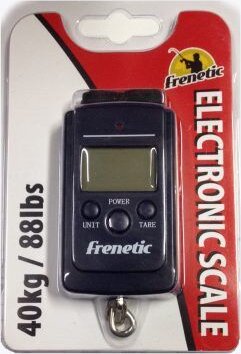 Frenetic
ELECTRONIC SCALE
40kg / 88lbs
POWER
UNIT TARE
Frenetic